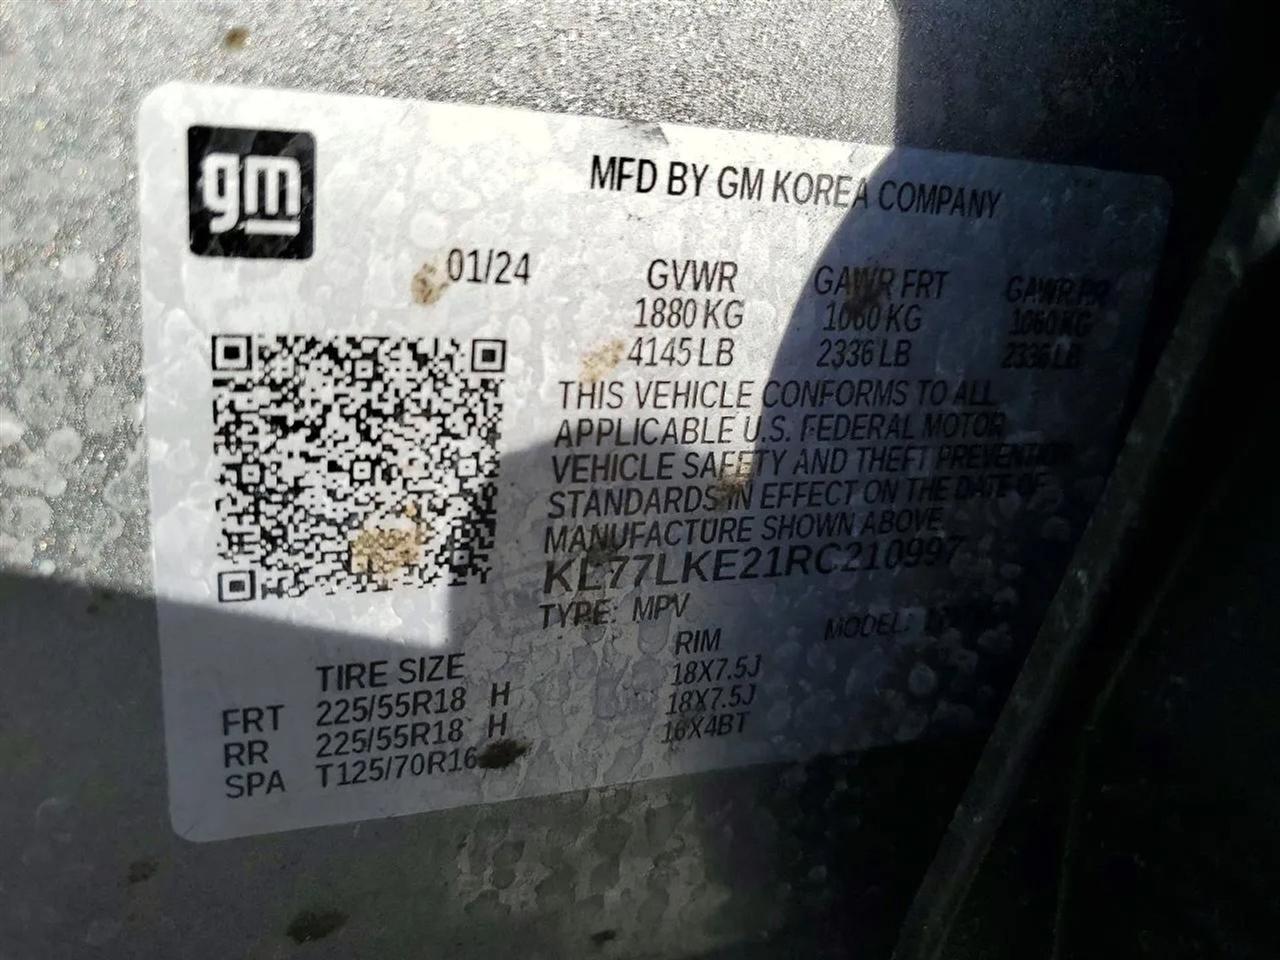 gm
MFD BY GM KOREA COMPANY
01/24
GVWR GAWR FRT GAWR RR
1880 KG 1060 KG 1060 KG
4145 LB 2336 LB 2336 LB
THIS VEHICLE CONFORMS TO ALL
APPLICABLE U.S. FEDERAL MOTOR
VEHICLE SAFETY AND THEFT PREVENTION
STANDARDS IN EFFECT ON THE DATE OF
MANUFACTURE SHOWN ABOVE.
KL77LKE21RC210997
TYPE: MPV MODEL:
TIRE SIZE RIM
FRT 225/55R18 H 18X7.5J
RR 225/55R18 H 18X7.5J
SPA T125/70R16 16X4BT